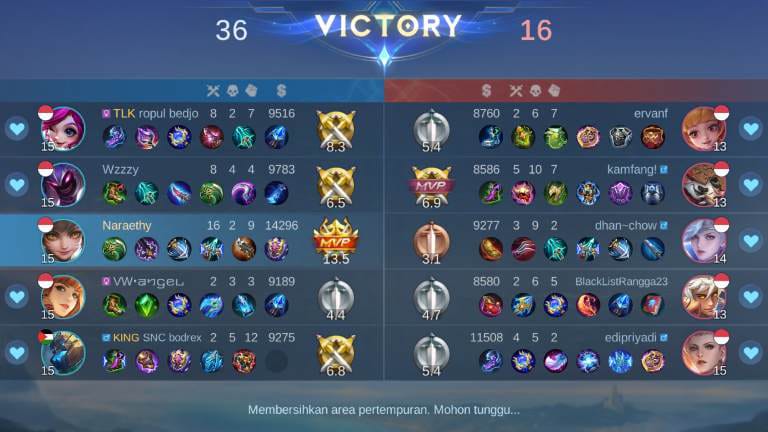 36 VICTORY 16
TLK ropul bedjo 8 2 7 9516
15 8.3
Wzzzy 8 4 4 9783
15 6.5
Naraethy 16 2 9 14296
MVP
15 13.5
VW•ลทgeเ 2 3 3 9189
15 4.4
KING SNC bodrex 2 5 12 9275
15 6.8
8760 2 6 7 ervanf
5.4 13
8586 5 10 7 kamfang!
MVP
6.9 13
9277 3 9 2 dhan~chow
3.1 14
8580 2 6 5 BlackListRangga23
4.7 13
11508 4 5 2 edipriyadi
5.4 15
Membersihkan area pertempuran. Mohon tunggu...